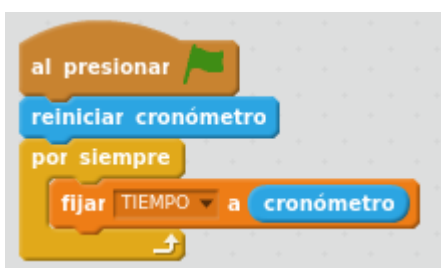 al presionar
reiniciar cronómetro
por siempre
fijar TIEMPO a cronómetro